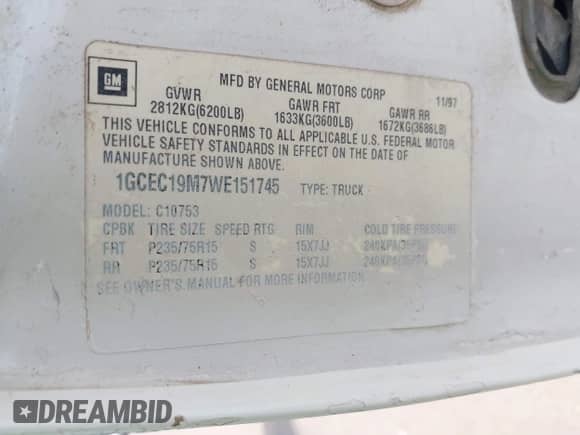 GM
MFD BY GENERAL MOTORS CORP 11/97
GVWR GAWR FRT GAWR RR
2812KG(6200LB) 1633KG(3600LB) 1672KG(3686LB)
THIS VEHICLE CONFORMS TO ALL APPLICABLE U.S. FEDERAL MOTOR
VEHICLE SAFETY STANDARDS IN EFFECT ON THE DATE OF
MANUFACTURE SHOWN ABOVE.
1GCEC19M7WE151745 TYPE: TRUCK
MODEL: C10753
TIRE SIZE SPEED RTG RIM COLD TIRE PRESSURE
FRT P235/75R15 S 15X7JJ
RR P235/75R15 S 15X7JJ
SEE OWNER'S MANUAL FOR MORE INFORMATION
DREAMBID